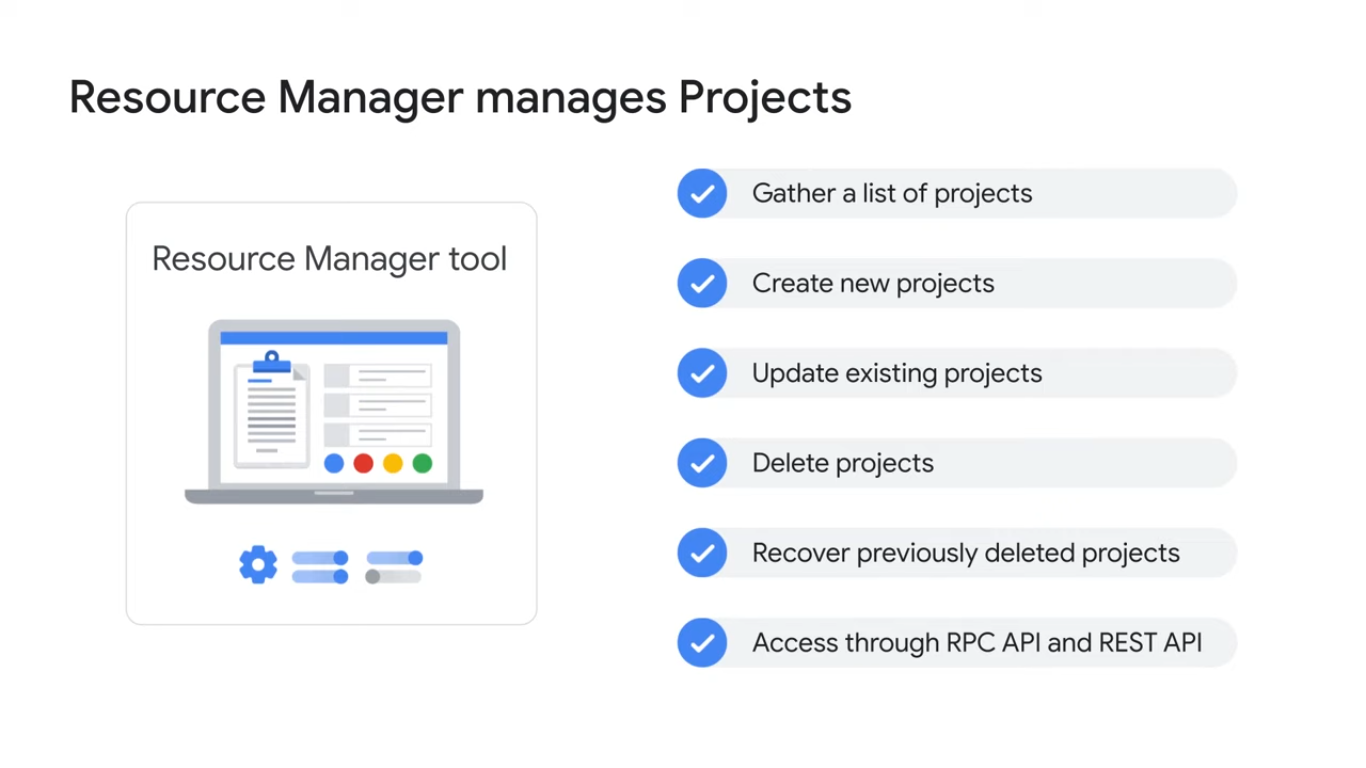 Resource Manager manages Projects
Resource Manager tool
Gather a list of projects
Create new projects
Update existing projects
Delete projects
Recover previously deleted projects
Access through RPC API and REST API